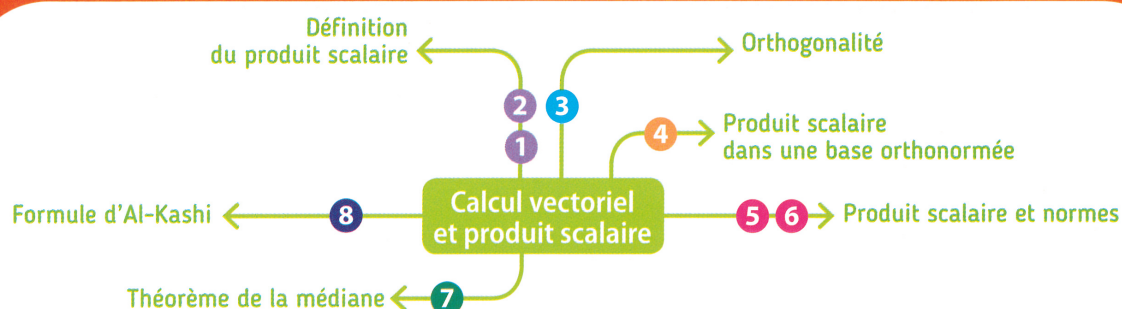 Définition
du produit scalaire
Orthogonalité
2
3
1
4
Produit scalaire
dans une base orthonormée
Formule d'Al-Kashi
8
Calcul vectoriel
et produit scalaire
5
6
Produit scalaire et normes
Théorème de la médiane
7